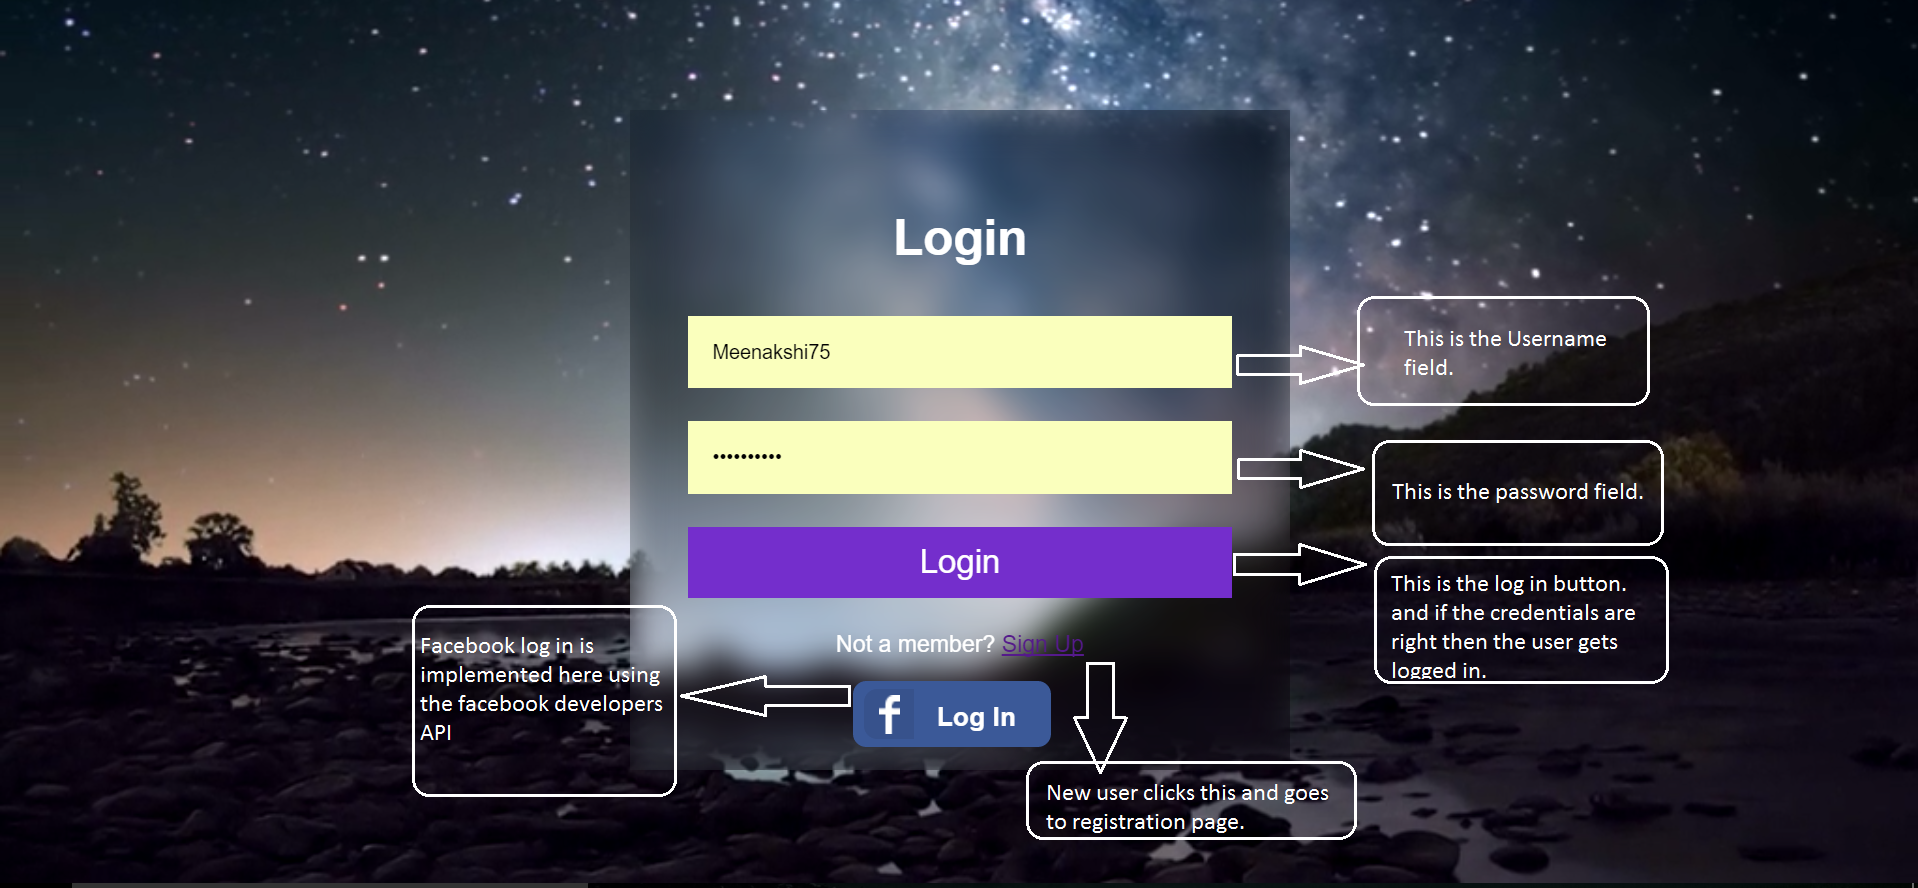 Login
Meenakshi75
This is the Username
field.
••••••••••
This is the password field.
Login
This is the log in button.
and if the credentials are
right then the user gets
logged in.
Not a member? Sign Up
Facebook log in is
implemented here using
the facebook developers
API
f Log In
New user clicks this and goes
to registration page.